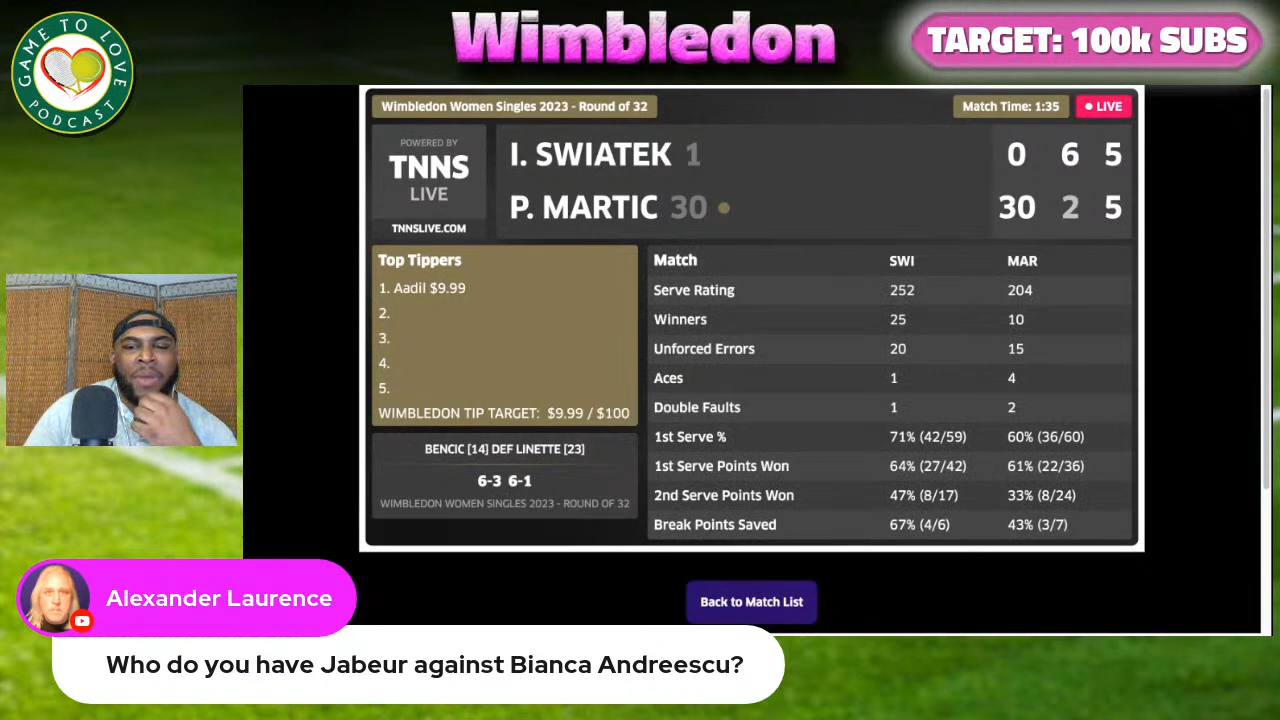 GAME TO LOVE
PODCAST
Wimbledon
TARGET: 100k SUBS
Wimbledon Women Singles 2023 - Round of 32
Match Time: 1:35
LIVE
POWERED BY
TNNS
LIVE
TNNSLIVE.COM
I. SWIATEK 1 0 6 5
P. MARTIC 30 30 2 5
Top Tippers
1. Aadil $9.99
2.
3.
4.
5.
WIMBLEDON TIP TARGET: $9.99 / $100
BENCIC [14] DEF LINETTE [23]
6-3 6-1
WIMBLEDON WOMEN SINGLES 2023 - ROUND OF 32
Match SWI MAR
Serve Rating 252 204
Winners 25 10
Unforced Errors 20 15
Aces 1 4
Double Faults 1 2
1st Serve % 71% (42/59) 60% (36/60)
1st Serve Points Won 64% (27/42) 61% (22/36)
2nd Serve Points Won 47% (8/17) 33% (8/24)
Break Points Saved 67% (4/6) 43% (3/7)
Back to Match List
Alexander Laurence
Who do you have Jabeur against Bianca Andreescu?